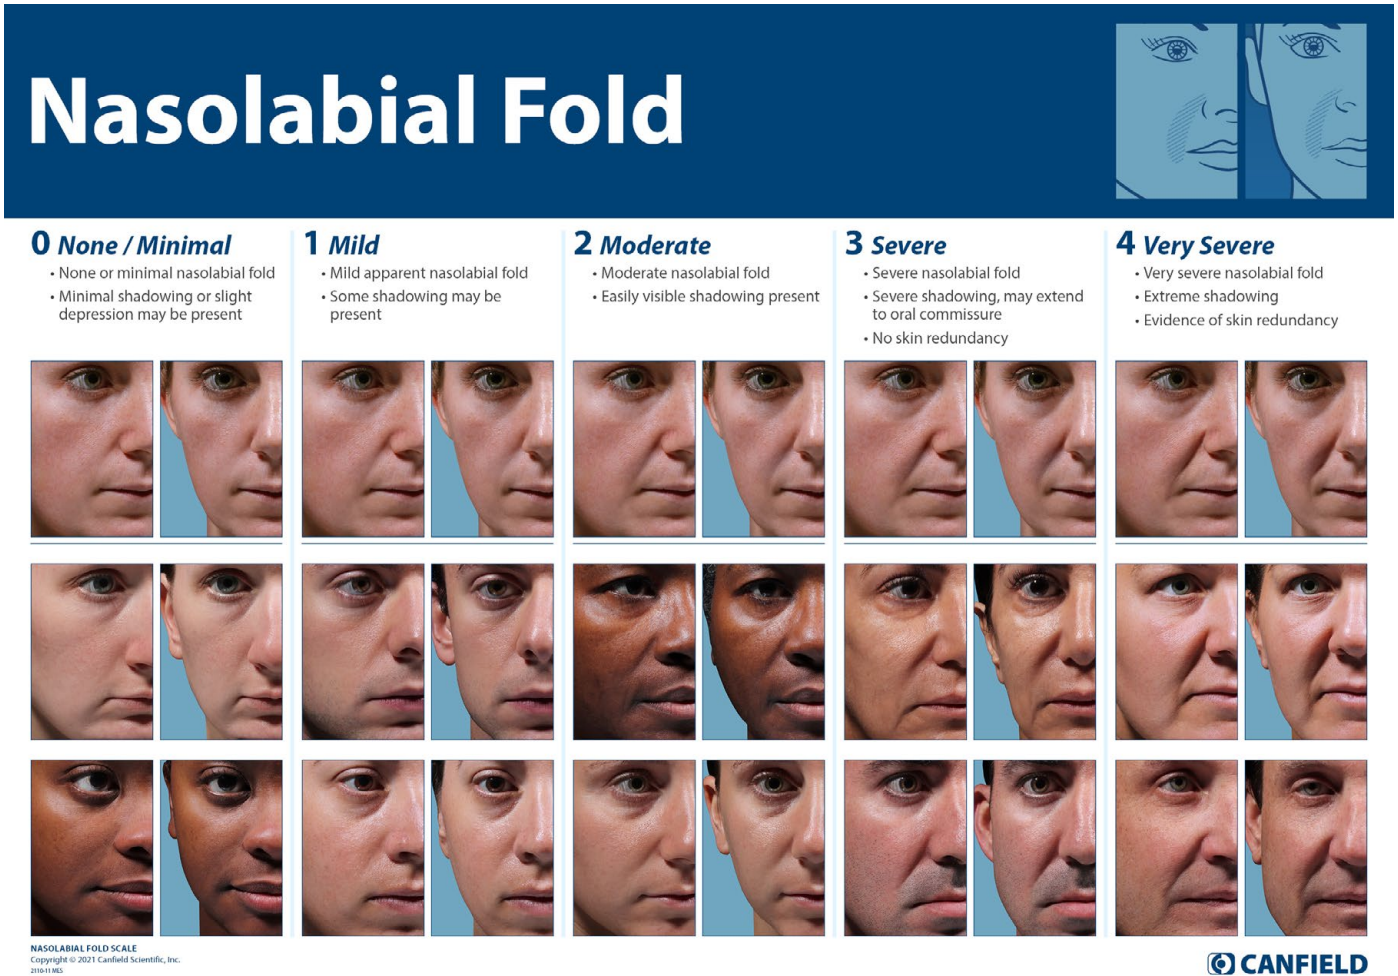 Nasolabial Fold
0 None / Minimal
• None or minimal nasolabial fold
• Minimal shadowing or slight
depression may be present
1 Mild
• Mild apparent nasolabial fold
• Some shadowing may be
present
2 Moderate
• Moderate nasolabial fold
• Easily visible shadowing present
3 Severe
• Severe nasolabial fold
• Severe shadowing, may extend
to oral commissure
• No skin redundancy
4 Very Severe
• Very severe nasolabial fold
• Extreme shadowing
• Evidence of skin redundancy
NASOLABIAL FOLD SCALE
Copyright © 2021 Canfield Scientific, Inc.
2110-11 MES
CANFIELD